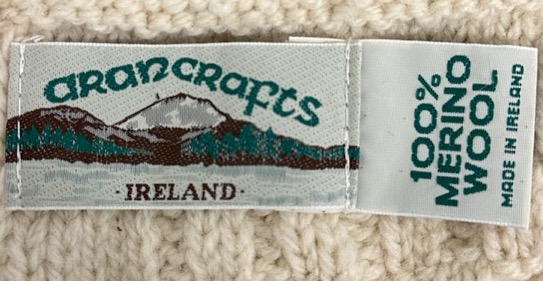 arancrafts
·IRELAND·
100%
MERINO
WOOL
MADE IN IRELAND